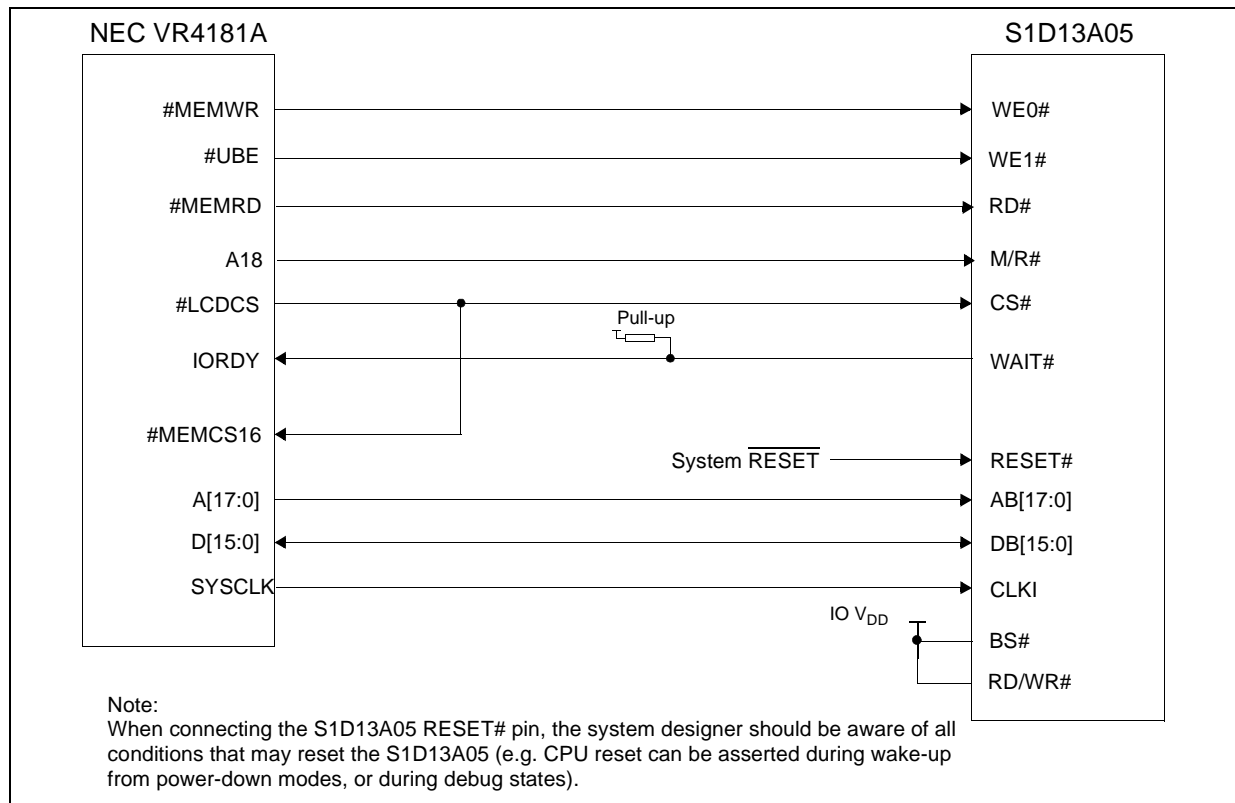 NEC VR4181A
S1D13A05
#MEMWR
WE0#
#UBE
WE1#
#MEMRD
RD#
A18
M/R#
#LCDCS
CS#
Pull-up
IORDY
WAIT#
#MEMCS16
System RESET
RESET#
A[17:0]
AB[17:0]
D[15:0]
DB[15:0]
SYSCLK
CLKI
IO VDD
BS#
RD/WR#
Note:
When connecting the S1D13A05 RESET# pin, the system designer should be aware of all
conditions that may reset the S1D13A05 (e.g. CPU reset can be asserted during wake-up
from power-down modes, or during debug states).